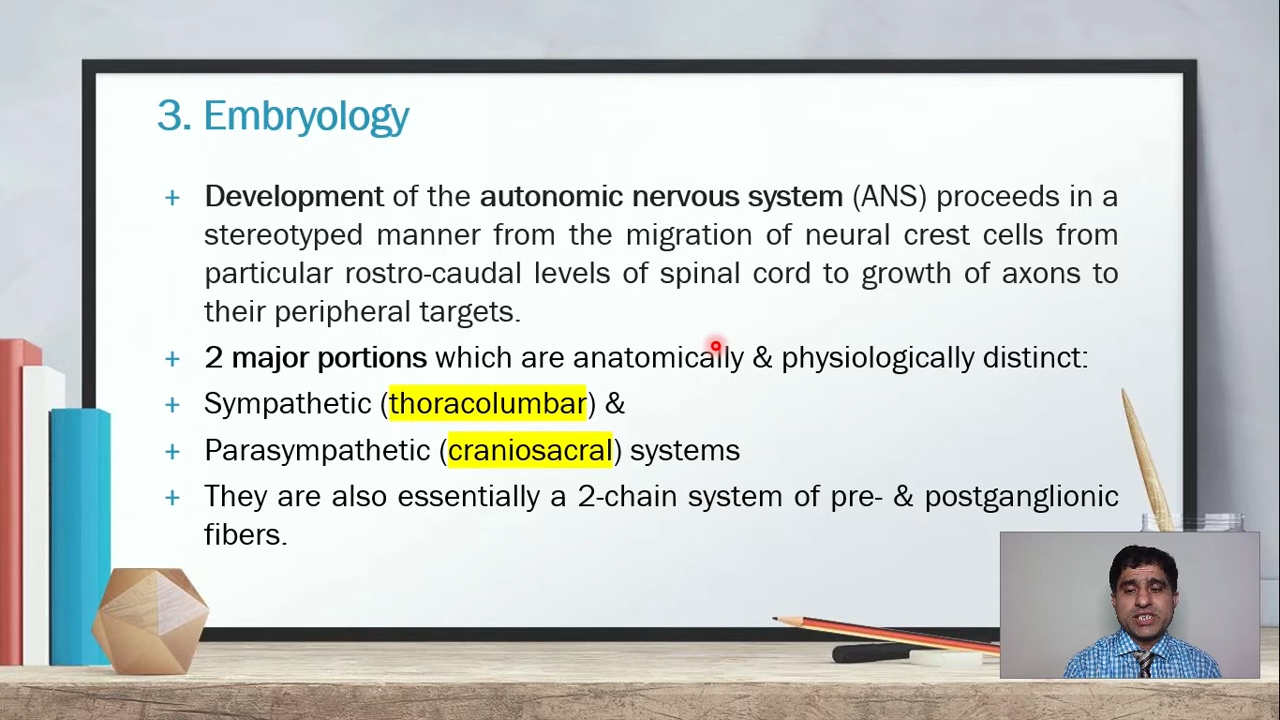 3. Embryology
+ Development of the autonomic nervous system (ANS) proceeds in a
stereotyped manner from the migration of neural crest cells from
particular rostro-caudal levels of spinal cord to growth of axons to
their peripheral targets.
+ 2 major portions which are anatomically & physiologically distinct:
+ Sympathetic (thoracolumbar) &
+ Parasympathetic (craniosacral) systems
+ They are also essentially a 2-chain system of pre- & postganglionic
fibers.